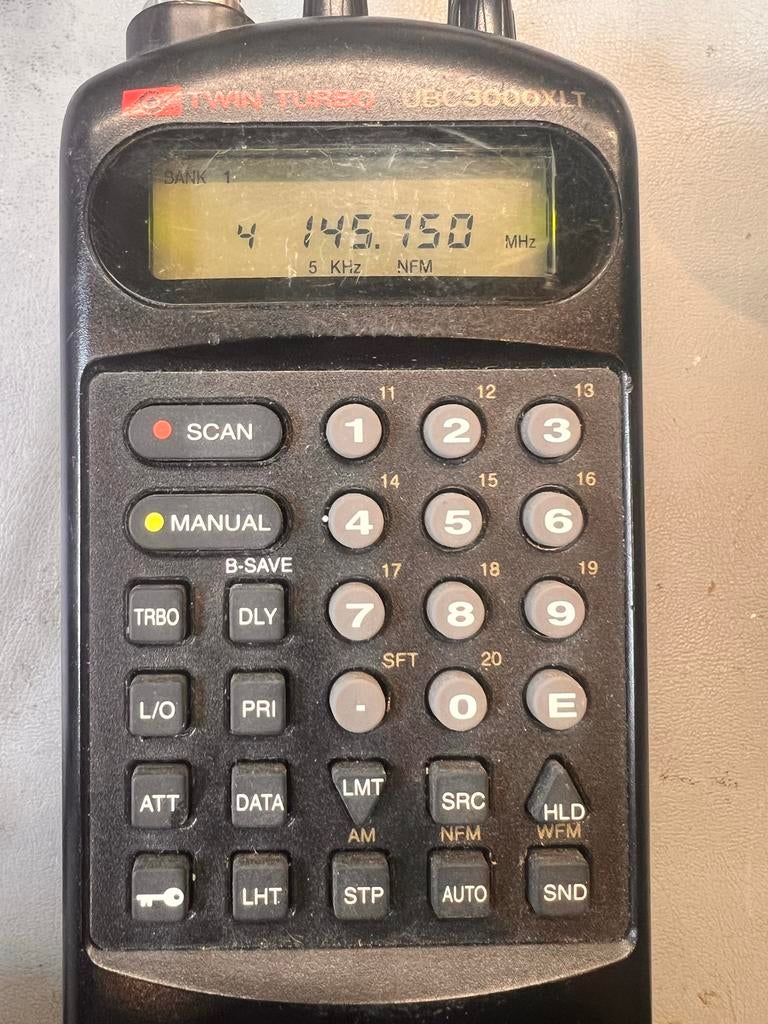 TWIN TURBO UBC3000XLT
BANK 1
4 145.750 MHz
5 KHz NFM
11 12 13
SCAN 1 2 3
14 15 16
MANUAL 4 5 6
B-SAVE 17 18 19
TRBO DLY 7 8 9
SFT 20
L/O PRI . 0 E
ATT DATA LMT SRC HLD
AM NFM WFM
LHT STP AUTO SND